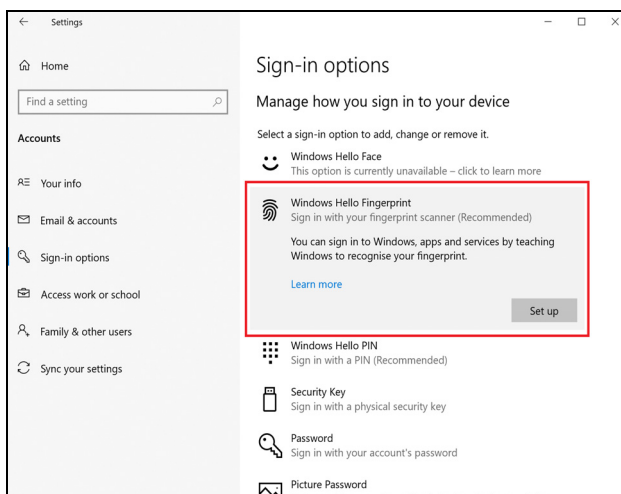 Settings
Home
Find a setting
Accounts
Your info
Email & accounts
Sign-in options
Access work or school
Family & other users
Sync your settings
Sign-in options
Manage how you sign in to your device
Select a sign-in option to add, change or remove it.
Windows Hello Face
This option is currently unavailable – click to learn more
Windows Hello Fingerprint
Sign in with your fingerprint scanner (Recommended)
You can sign in to Windows, apps and services by teaching
Windows to recognise your fingerprint.
Learn more
Set up
Windows Hello PIN
Sign in with a PIN (Recommended)
Security Key
Sign in with a physical security key
Password
Sign in with your account's password
Picture Password